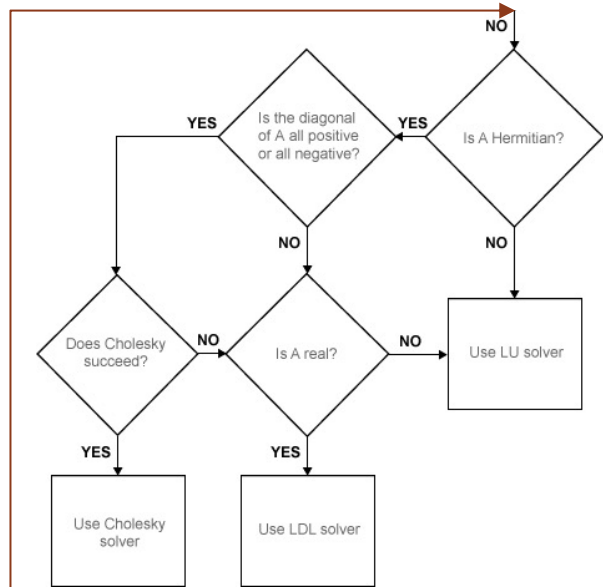 NO
Is A Hermitian?
YES
Is the diagonal
of A all positive
or all negative?
YES
NO
NO
Does Cholesky
succeed?
NO
Is A real?
NO
Use LU solver
YES
YES
Use Cholesky
solver
Use LDL solver